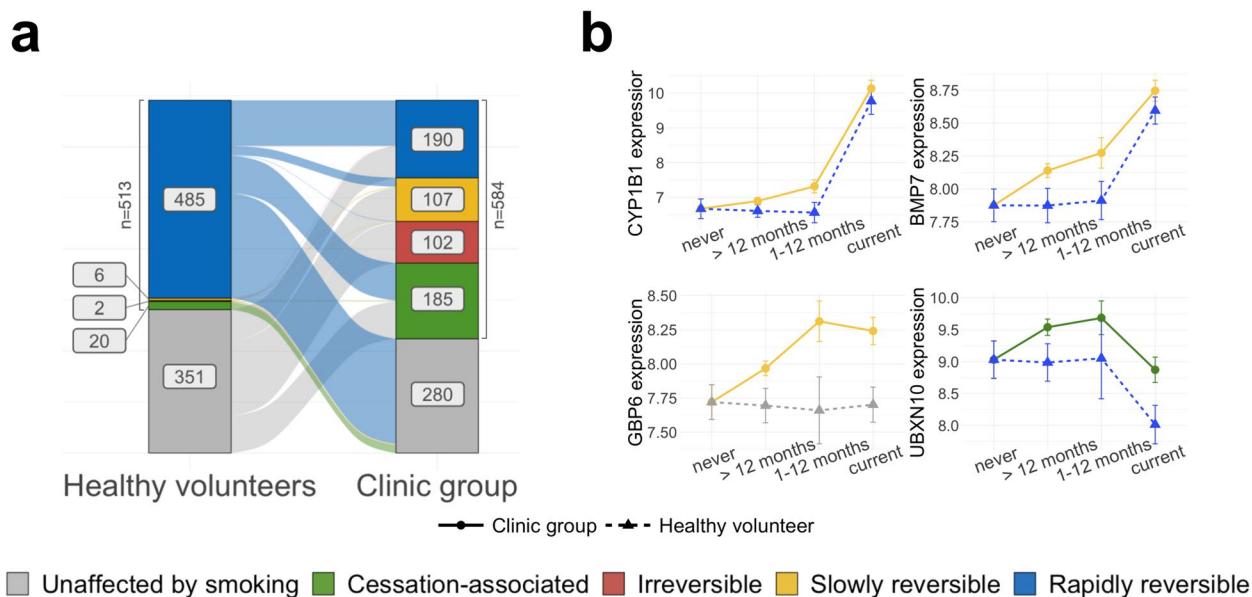 a
n=513
485
6
2
20
351
190
107
102
185
280
n=584
Healthy volunteers
Clinic group
b
CYP1B1 expression
10
9
8
7
never
> 12 months
1-12 months
current
BMP7 expression
8.75
8.50
8.25
8.00
7.75
never
> 12 months
1-12 months
current
GBP6 expression
8.50
8.25
8.00
7.75
7.50
never
> 12 months
1-12 months
current
UBXN10 expression
10.0
9.5
9.0
8.5
8.0
never
> 12 months
1-12 months
current
Clinic group
Healthy volunteer
Unaffected by smoking
Cessation-associated
Irreversible
Slowly reversible
Rapidly reversible